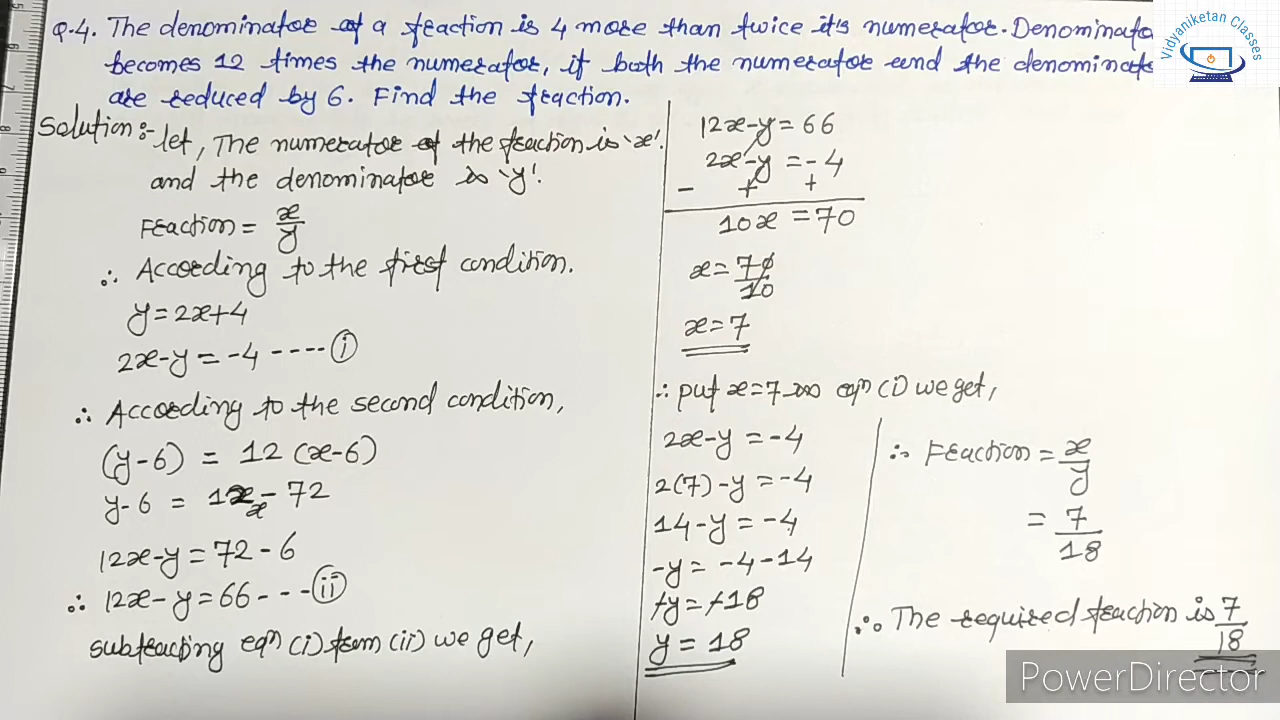 Q.4. The denominator of a fraction is 4 more than twice it's numerator. Denominato
becomes 12 times the numerator, if both the numerator and the denominato
are reduced by 6. Find the fraction.
Solution:- let, The numerator of the fraction is 'x'.
and the denominator is 'y'.
Fraction = x/y
∴ According to the first condition.
y = 2x+4
2x-y = -4 ---- (i)
∴ According to the second condition,
(y-6) = 12 (x-6)
y-6 = 12x - 72
12x-y = 72 - 6
∴ 12x - y = 66 - - - (ii)
subtracting eqn (i) from (ii) we get,
12x-y = 66
2x-y = -4
- + +
10x = 70
x = 70/10
x = 7
∴ put x=7 eqn (i) we get,
2x-y = -4
2(7)-y = -4
14-y = -4
-y = -4-14
+y = +18
y = 18
∴ Fraction = x/y
= 7/18
∴ The required fraction is 7/18
Vidyaniketan Classes
PowerDirector